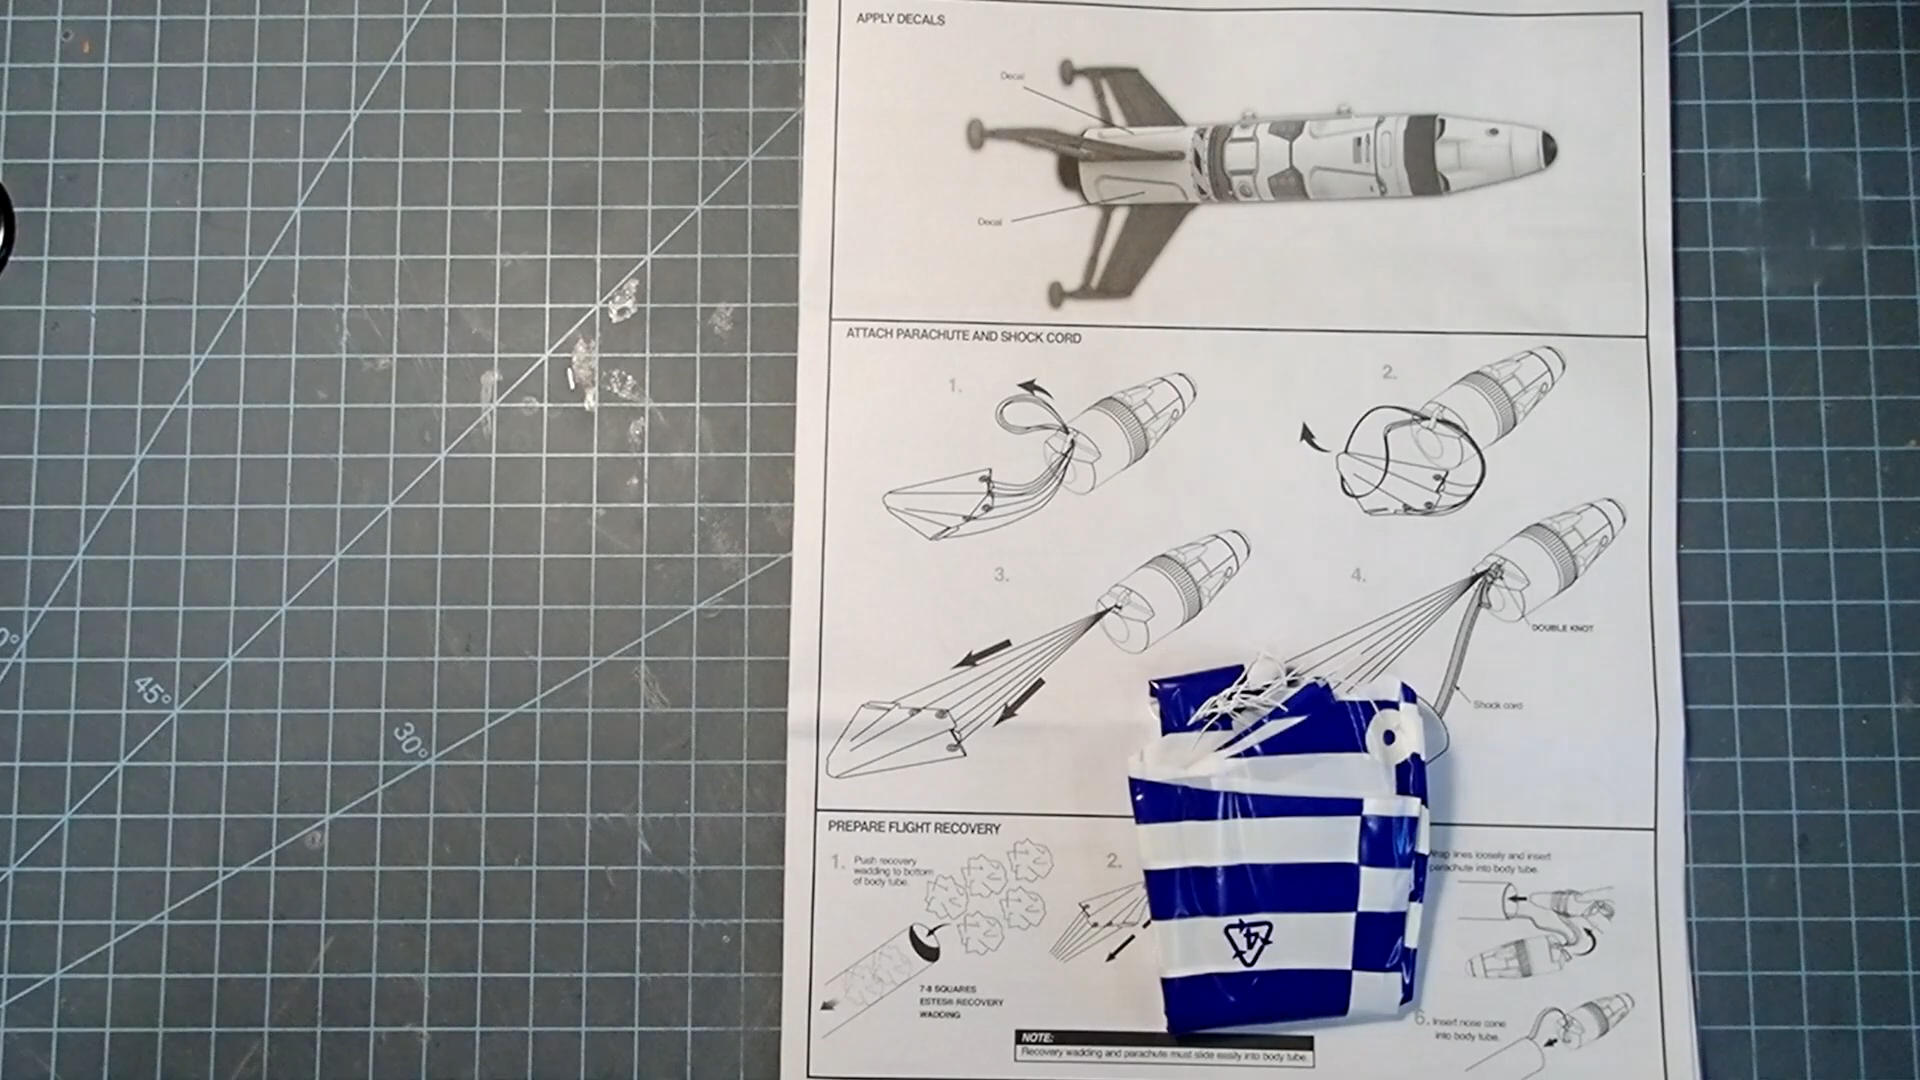 APPLY DECALS
Decal
Decal
ATTACH PARACHUTE AND SHOCK CORD
1.
2.
3.
4.
DOUBLE KNOT
Shock cord
PREPARE FLIGHT RECOVERY
1. Push recovery
wadding to bottom
of body tube.
7-8 SQUARES
ESTES® RECOVERY
WADDING
2.
Wrap lines loosely and insert
parachute into body tube.
6. Insert nose cone
into body tube.
NOTE:
Recovery wadding and parachute must slide easily into body tube.
4
45°
30°
0°